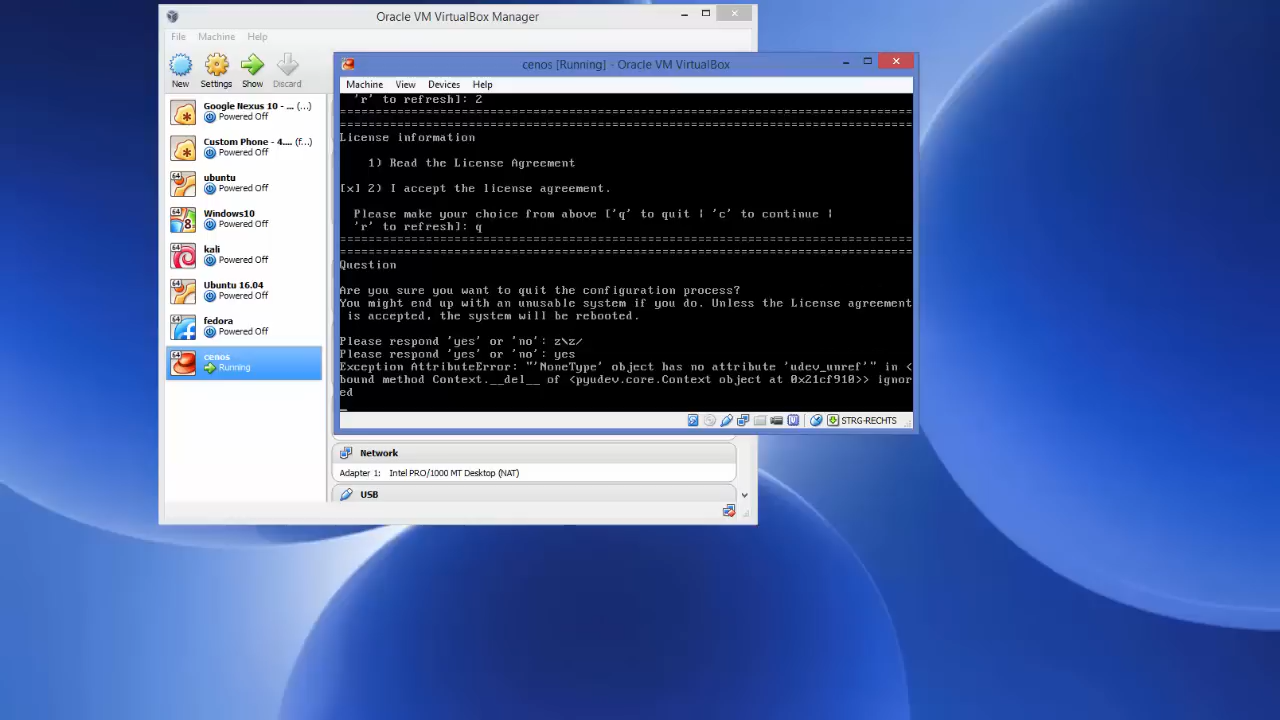 Oracle VM VirtualBox Manager
File Machine Help
New Settings Show Discard
Google Nexus 10 - ... (...)
Powered Off
Custom Phone - 4.... (f...)
Powered Off
ubuntu
Powered Off
Windows10
Powered Off
kali
Powered Off
Ubuntu 16.04
Powered Off
fedora
Powered Off
cenos
Running
cenos [Running] - Oracle VM VirtualBox
Machine View Devices Help
'r' to refresh]: 2
================================================================================
================================================================================
License information
1) Read the License Agreement
[x] 2) I accept the license agreement.
Please make your choice from above ['q' to quit | 'c' to continue |
'r' to refresh]: q
================================================================================
================================================================================
Question
Are you sure you want to quit the configuration process?
You might end up with an unusable system if you do. Unless the License agreement
is accepted, the system will be rebooted.
Please respond 'yes' or 'no': z\z/
Please respond 'yes' or 'no': yes
Exception AttributeError: "'NoneType' object has no attribute 'udev_unref'" in <
bound method Context.__del__ of <pyudev.core.Context object at 0x21cf910>> ignor
ed
STRG-RECHTS
Network
Adapter 1: Intel PRO/1000 MT Desktop (NAT)
USB